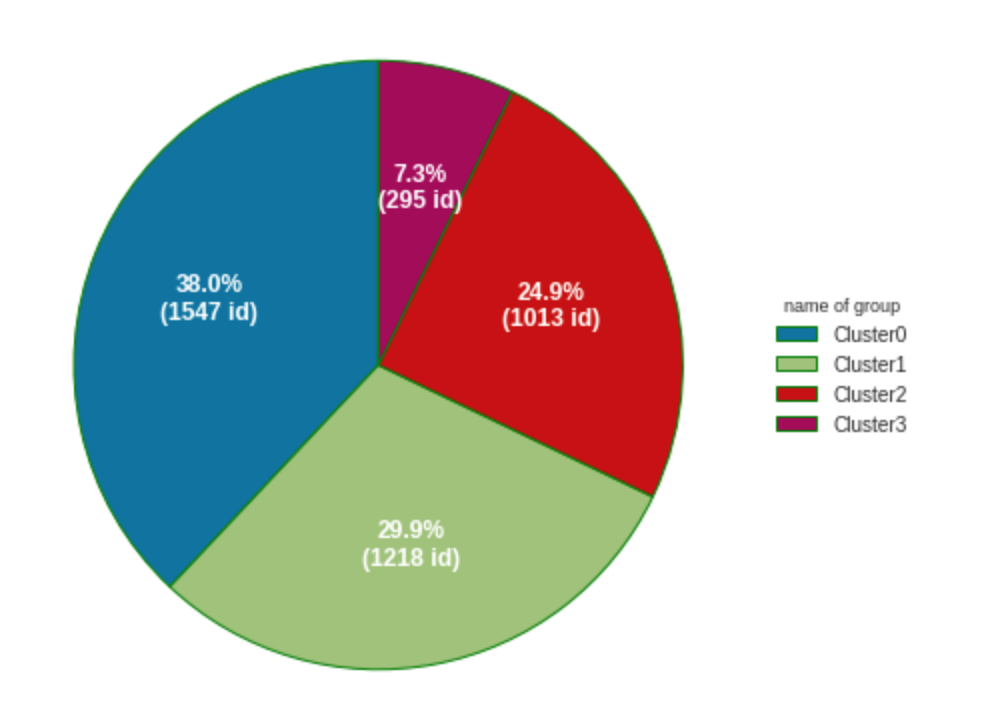 7.3%
(295 id)
38.0%
(1547 id)
24.9%
(1013 id)
29.9%
(1218 id)
name of group
Cluster0
Cluster1
Cluster2
Cluster3